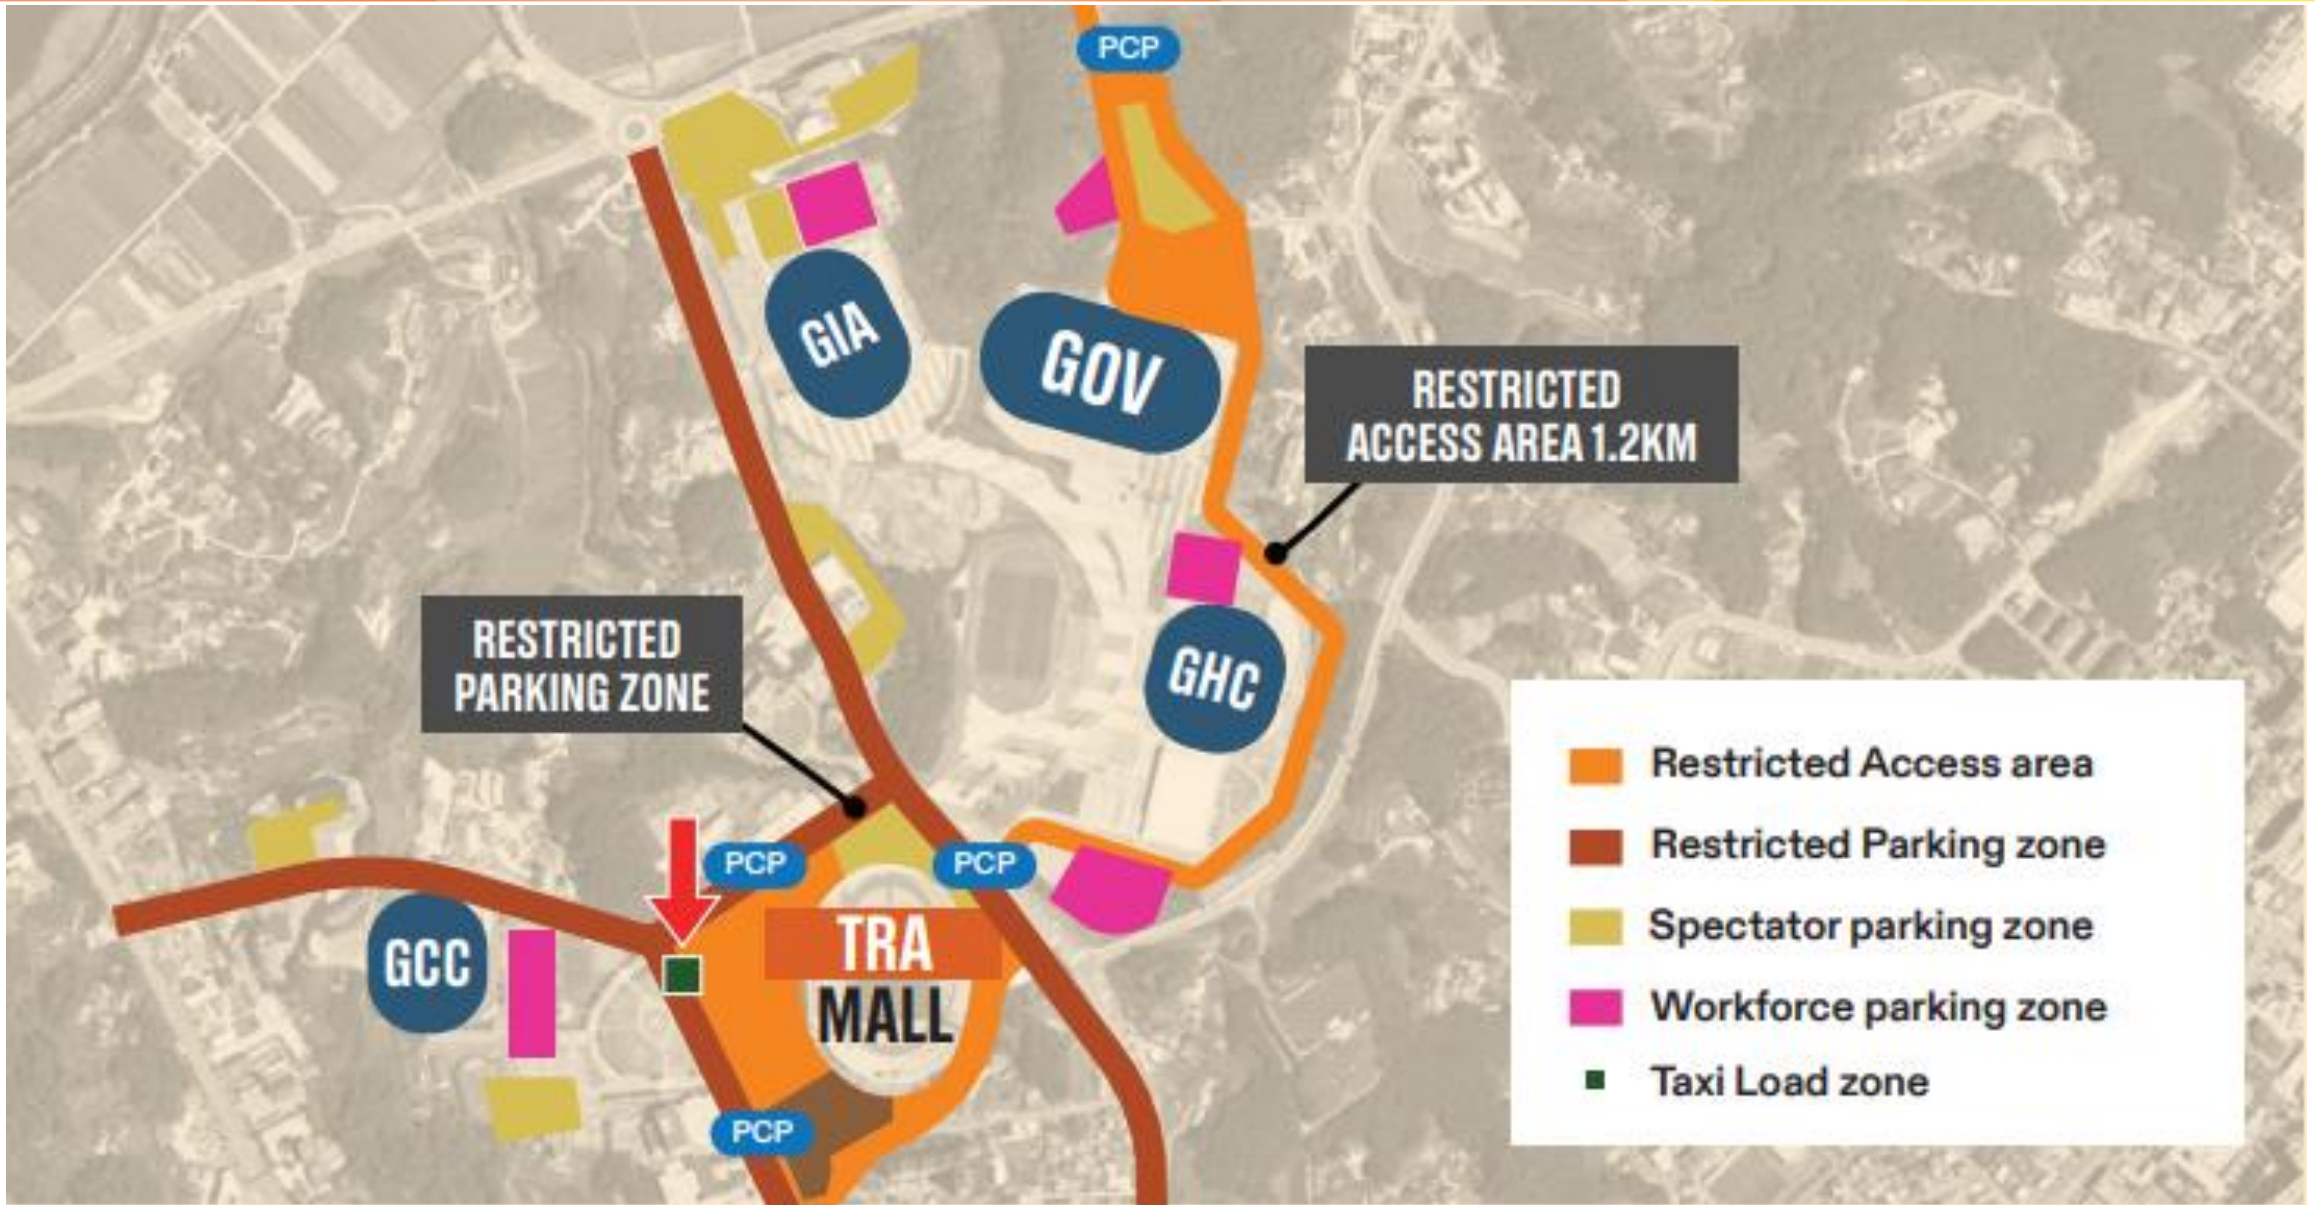 PCP
GIA
GOV
RESTRICTED
ACCESS AREA 1.2KM
RESTRICTED
PARKING ZONE
GHC
PCP
PCP
GCC
TRA
MALL
PCP
Restricted Access area
Restricted Parking zone
Spectator parking zone
Workforce parking zone
Taxi Load zone